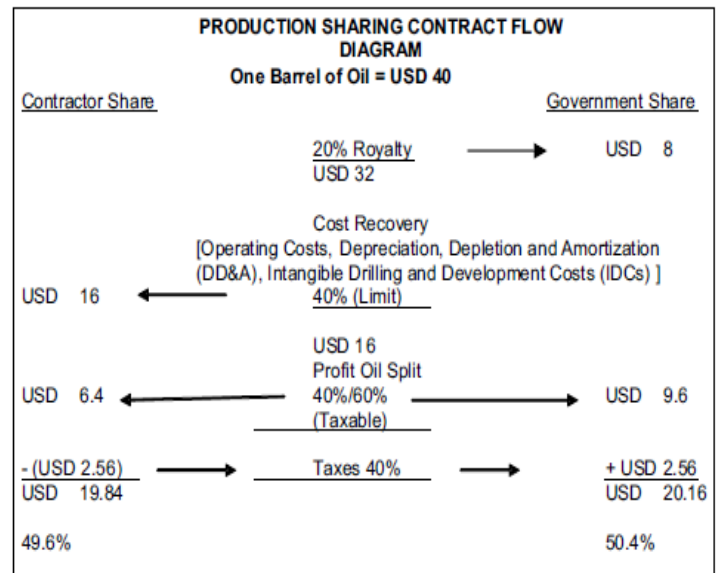 PRODUCTION SHARING CONTRACT FLOW
DIAGRAM
One Barrel of Oil = USD 40
Contractor Share Government Share
20% Royalty USD 8
USD 32
Cost Recovery
[Operating Costs, Depreciation, Depletion and Amortization
(DD&A), Intangible Drilling and Development Costs (IDCs) ]
USD 16 40% (Limit)
USD 16
Profit Oil Split
USD 6.4 40%/60% USD 9.6
(Taxable)
- (USD 2.56) Taxes 40% + USD 2.56
USD 19.84 USD 20.16
49.6% 50.4%